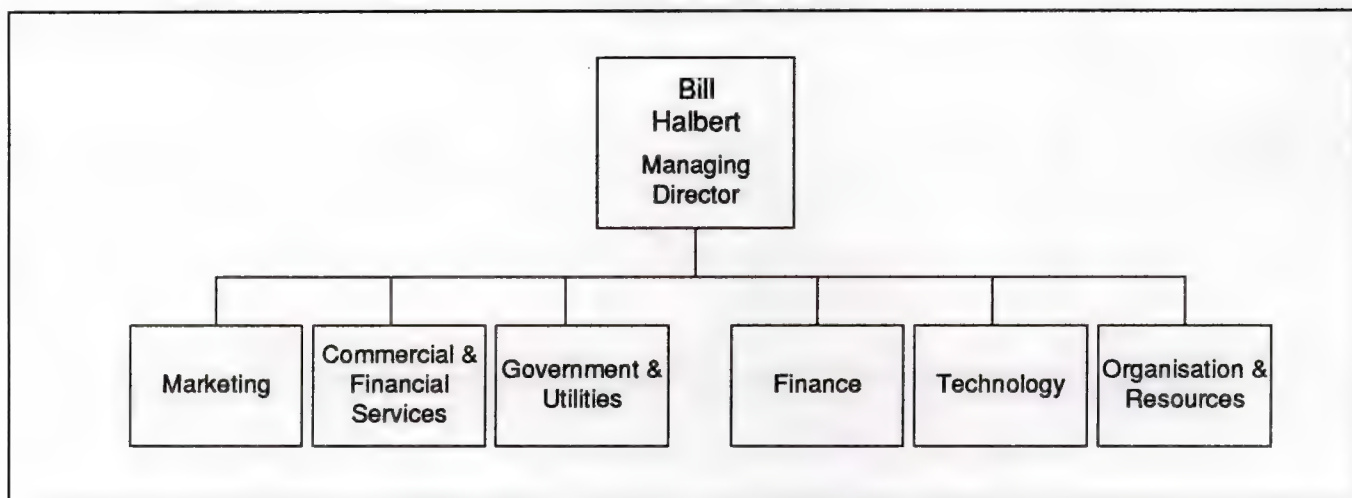 Bill
Halbert
Managing
Director
Marketing
Commercial &
Financial
Services
Government &
Utilities
Finance
Technology
Organisation &
Resources